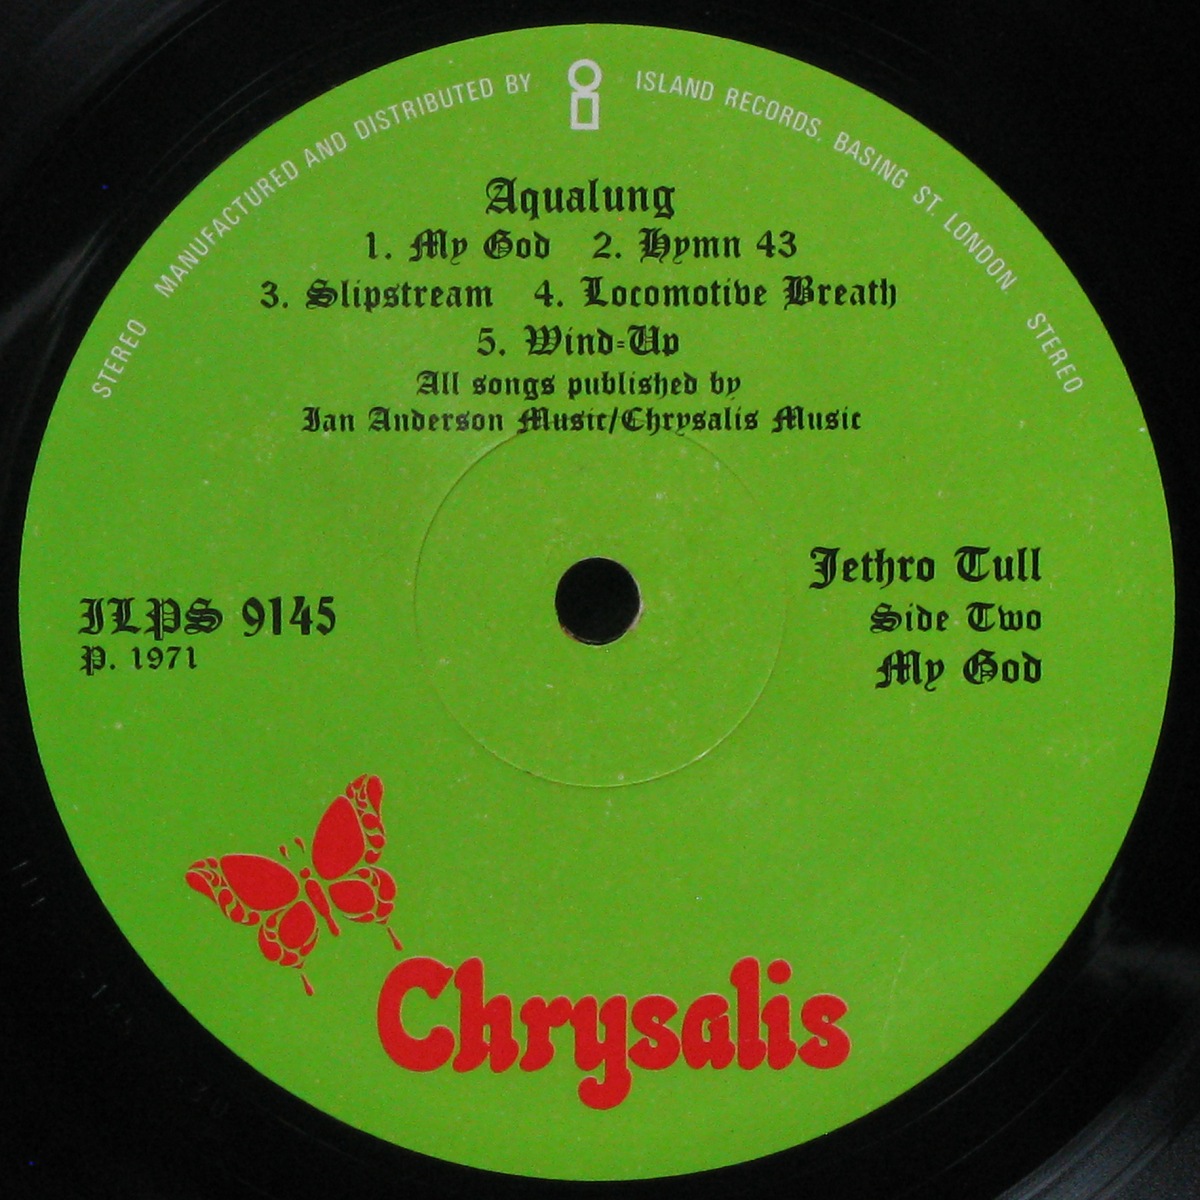 STEREO MANUFACTURED AND DISTRIBUTED BY ISLAND RECORDS. BASING ST. LONDON. STEREO
Aqualung
1. My God 2. Hymn 43
3. Slipstream 4. Locomotive Breath
5. Wind-Up
All songs published by
Ian Anderson Music/Chrysalis Music
ILPS 9145
P. 1971
Jethro Tull
Side Two
My God
Chrysalis